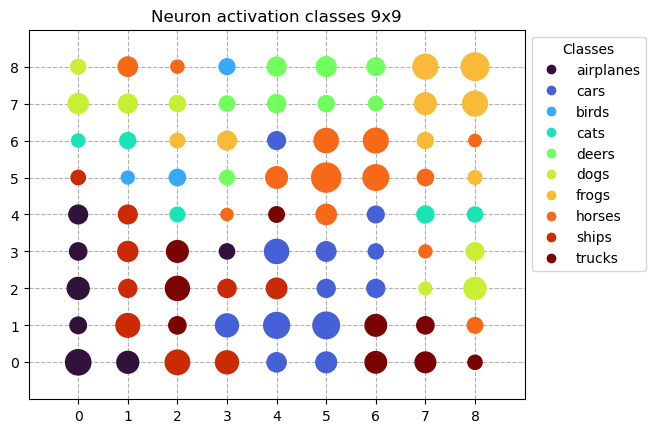 Neuron activation classes 9x9
Classes
airplanes
cars
birds
cats
deers
dogs
frogs
horses
ships
trucks
8
7
6
5
4
3
2
1
0
0 1 2 3 4 5 6 7 8